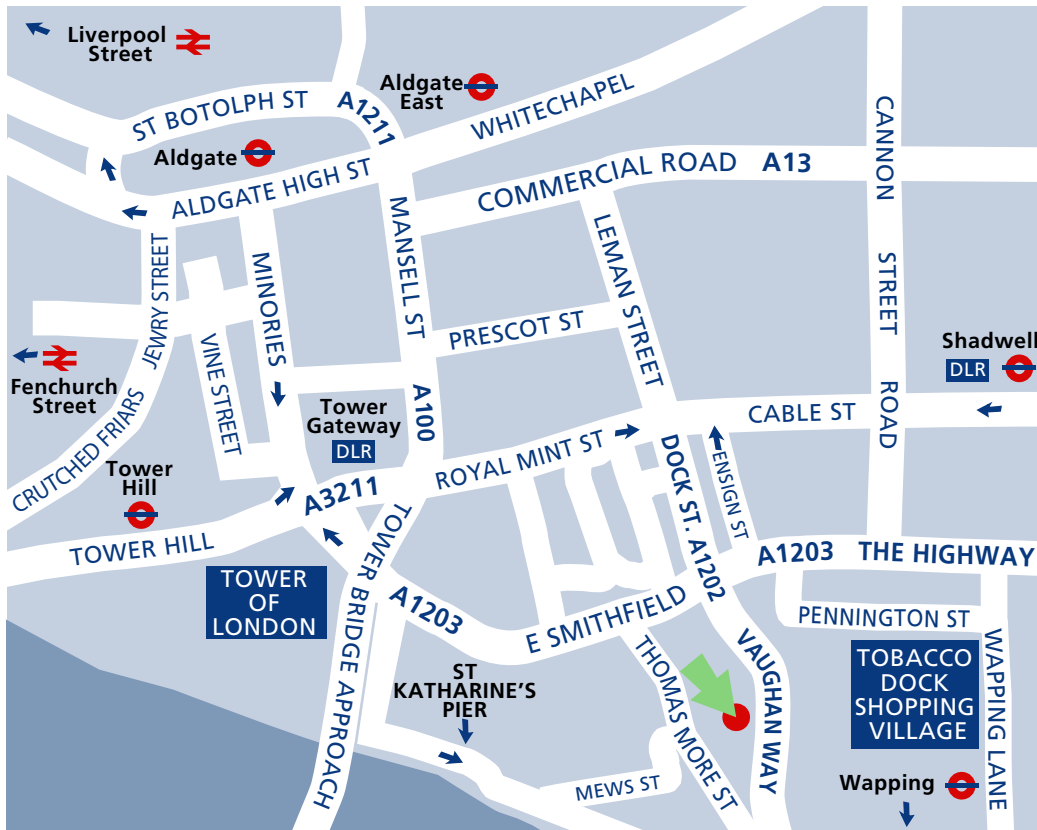 Liverpool
Street
ST BOTOLPH ST
A1211
Aldgate
East
WHITECHAPEL
Aldgate
ALDGATE HIGH ST
COMMERCIAL ROAD A13
CANNON STREET ROAD
JEWRY STREET
MINORIES
MANSELL ST
LEMAN STREET
PRESCOT ST
VINE STREET
Fenchurch
Street
Shadwell
DLR
CRUTCHED FRIARS
Tower
Gateway
DLR
A100
CABLE ST
ROYAL MINT ST
Tower
Hill
A3211
DOCK ST. A1202
ENSIGN ST
TOWER HILL
TOWER BRIDGE APPROACH
A1203 THE HIGHWAY
TOWER
OF
LONDON
A1203
E SMITHFIELD
PENNINGTON ST
THOMAS MORE ST
VAUGHAN WAY
WAPPING LANE
ST
KATHARINE'S
PIER
TOBACCO
DOCK
SHOPPING
VILLAGE
MEWS ST
Wapping